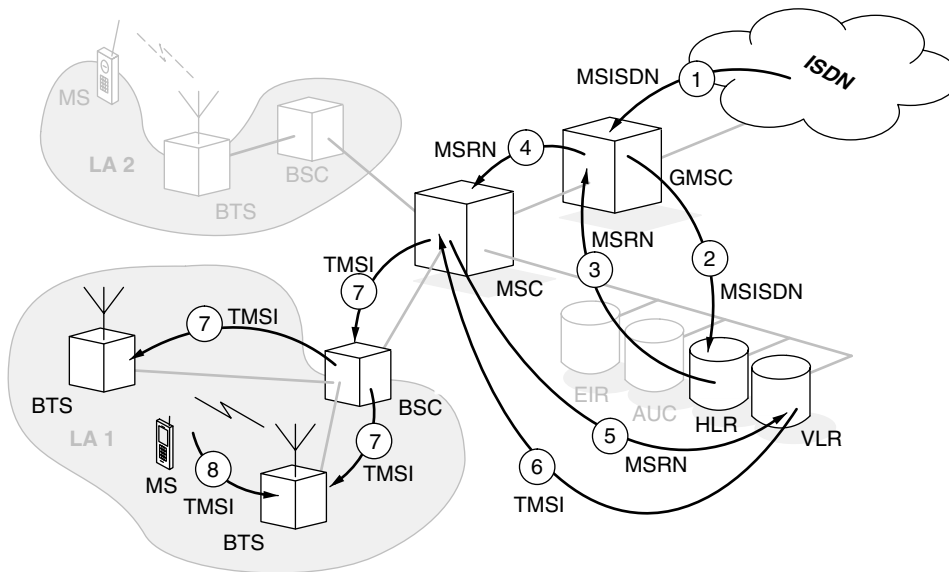 ISDN
MSISDN
1
MS
LA 2
BTS
BSC
MSRN
4
GMSC
MSRN
3
2
MSISDN
TMSI
7
MSC
7
TMSI
BTS
BSC
EIR
AUC
HLR
VLR
LA 1
7
TMSI
5
MSRN
MS
8
TMSI
6
TMSI
BTS